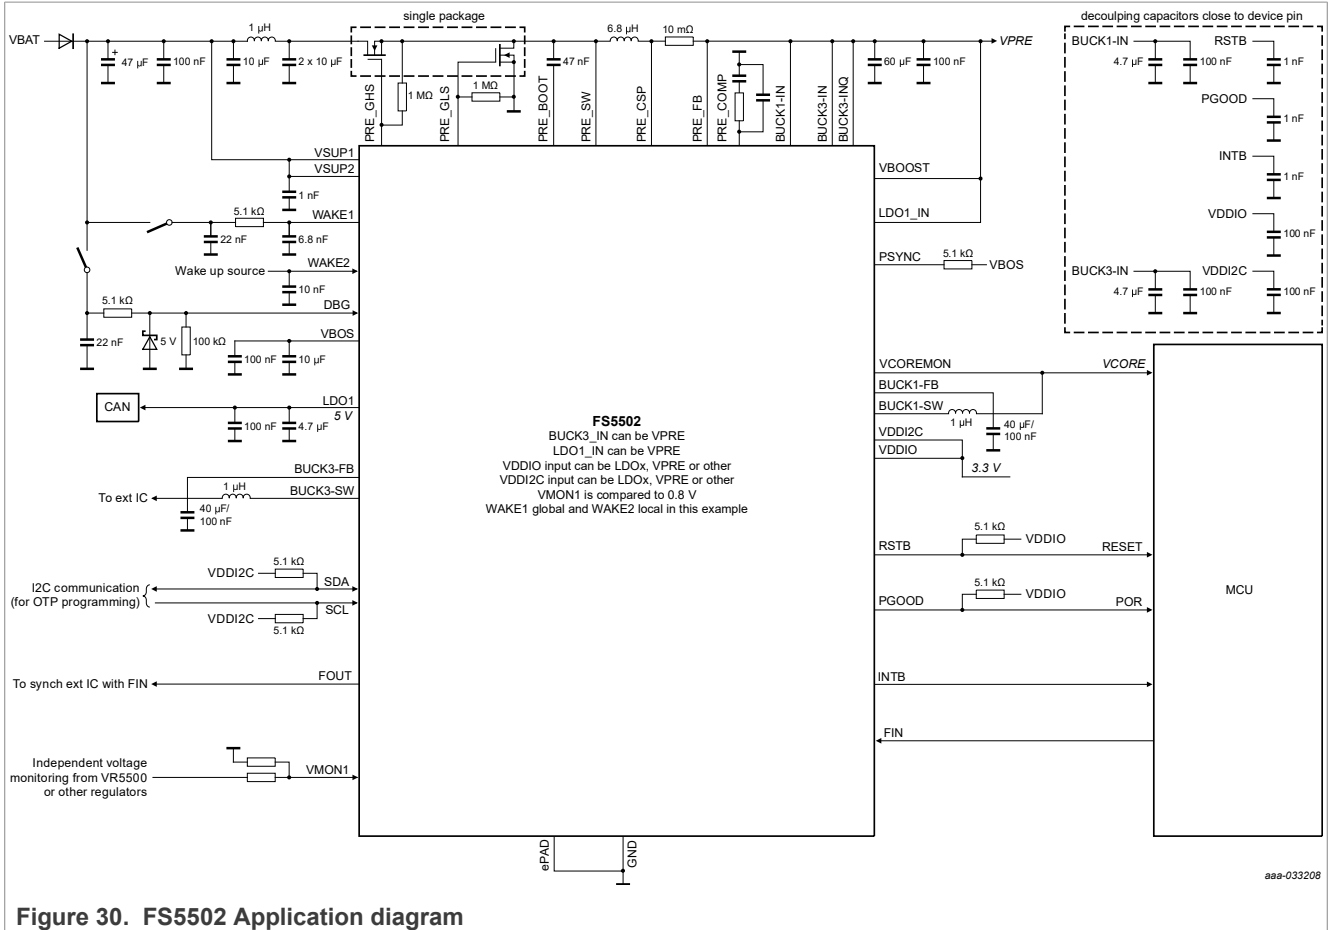 single package
decoulping capacitors close to device pin
VBAT
1 µH
6.8 µH
10 mΩ
VPRE
+
47 µF
100 nF
10 µF
2 x 10 µF
1 MΩ
1 MΩ
47 nF
60 µF
100 nF
PRE_GHS
PRE_GLS
PRE_BOOT
PRE_SW
PRE_CSP
PRE_FB
PRE_COMP
BUCK1-IN
BUCK3-IN
BUCK3-INQ
BUCK1-IN
RSTB
4.7 µF
100 nF
1 nF
PGOOD
1 nF
INTB
1 nF
VDDIO
100 nF
BUCK3-IN
VDDI2C
4.7 µF
100 nF
100 nF
VSUP1
VSUP2
1 nF
5.1 kΩ
WAKE1
22 nF
6.8 nF
Wake up source
WAKE2
10 nF
5.1 kΩ
DBG
22 nF
5 V
100 kΩ
VBOS
100 nF
10 µF
CAN
LDO1
5 V
100 nF
4.7 µF
BUCK3-FB
1 µH
BUCK3-SW
To ext IC
40 µF/
100 nF
5.1 kΩ
VDDI2C
SDA
I2C communication
(for OTP programming)
SCL
VDDI2C
5.1 kΩ
FOUT
To synch ext IC with FIN
Independent voltage
monitoring from VR5500
or other regulators
VMON1
FS5502
BUCK3_IN can be VPRE
LDO1_IN can be VPRE
VDDIO input can be LDOx, VPRE or other
VDDI2C input can be LDOx, VPRE or other
VMON1 is compared to 0.8 V
WAKE1 global and WAKE2 local in this example
ePAD
GND
VBOOST
LDO1_IN
PSYNC
5.1 kΩ
VBOS
VCOREMON
VCORE
BUCK1-FB
BUCK1-SW
1 µH
40 µF/
100 nF
VDDI2C
VDDIO
3.3 V
5.1 kΩ
VDDIO
RSTB
RESET
5.1 kΩ
VDDIO
PGOOD
POR
MCU
INTB
FIN
aaa-033208
Figure 30. FS5502 Application diagram